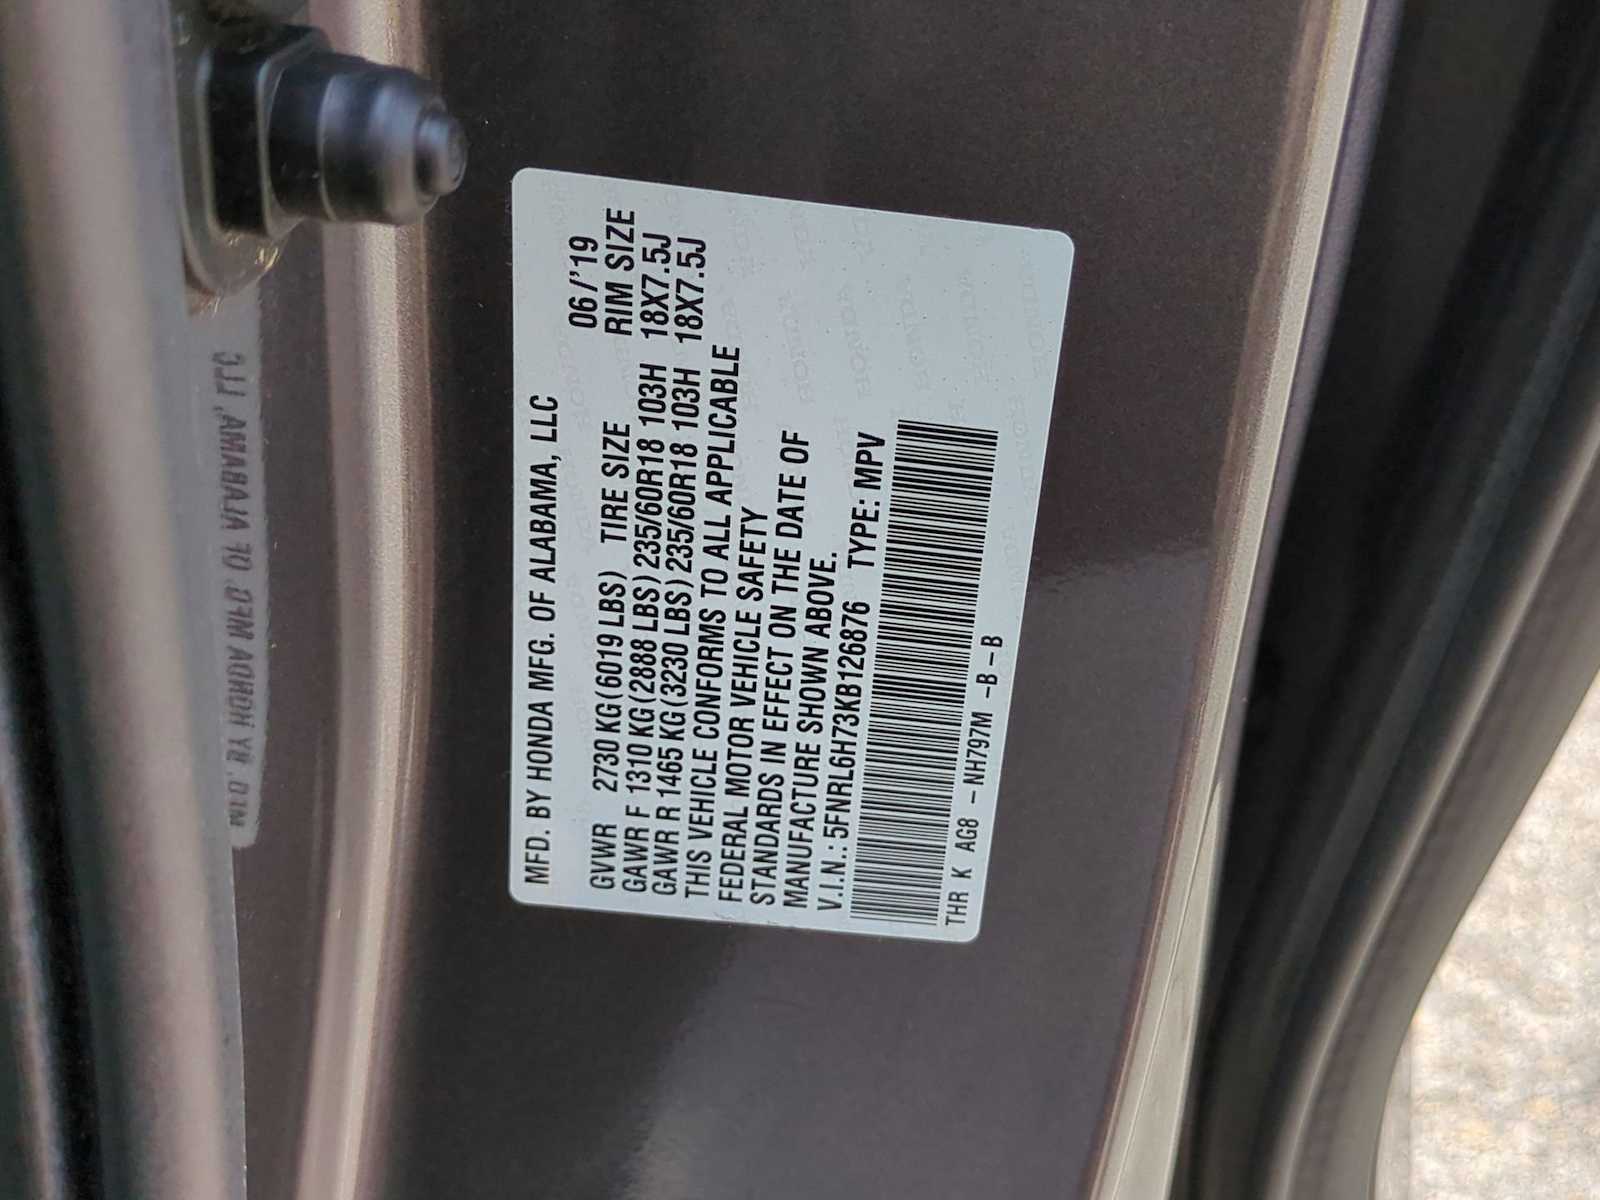 MFD. BY HONDA MFG. OF ALABAMA, LLC
06/'19
GVWR 2730 KG (6019 LBS) TIRE SIZE RIM SIZE
GAWR F 1310 KG (2888 LBS) 235/60R18 103H 18X7.5J
GAWR R 1465 KG (3230 LBS) 235/60R18 103H 18X7.5J
THIS VEHICLE CONFORMS TO ALL APPLICABLE
FEDERAL MOTOR VEHICLE SAFETY
STANDARDS IN EFFECT ON THE DATE OF
MANUFACTURE SHOWN ABOVE.
V.I.N.: 5FNRL6H73KB126876 TYPE: MPV
THR K AG8 -NH797M -B-B